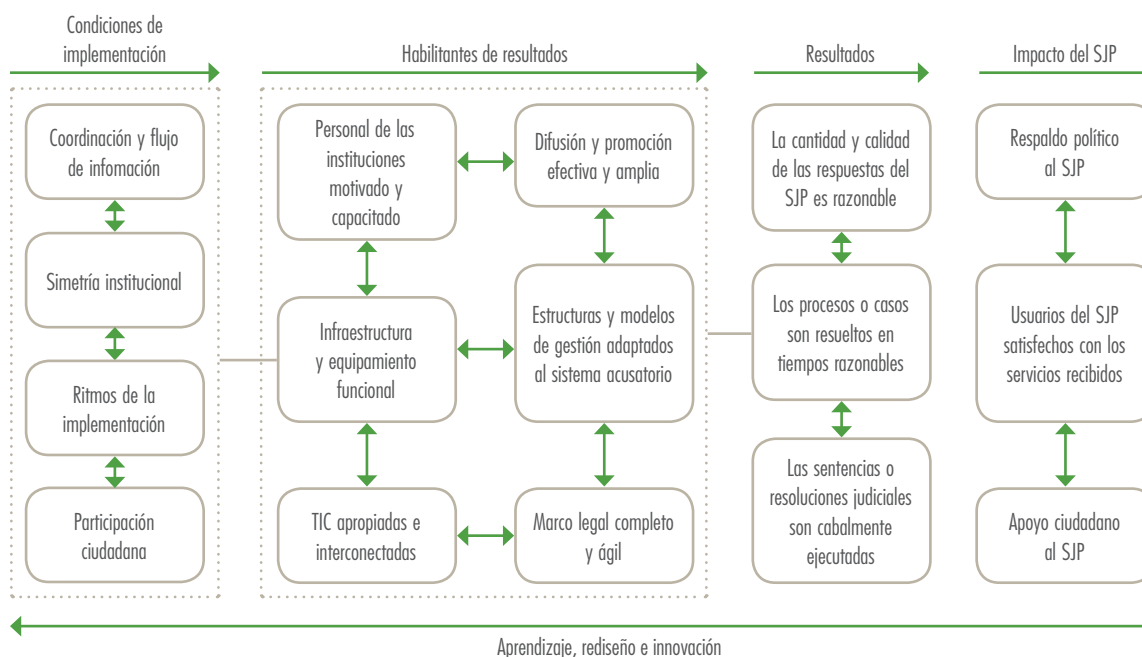 Condiciones de
implementación
Habilitantes de resultados
Resultados
Impacto del SJP
Coordinación y flujo
de infomación
Simetría institucional
Ritmos de la
implementación
Participación
ciudadana
Personal de las
instituciones
motivado y
capacitado
Difusión y promoción
efectiva y amplia
Infraestructura
y equipamiento
funcional
Estructuras y modelos
de gestión adaptados
al sistema acusatorio
TIC apropiadas e
interconectadas
Marco legal completo
y ágil
La cantidad y calidad
de las respuestas del
SJP es razonable
Los procesos o casos
son resueltos en
tiempos razonables
Las sentencias o
resoluciones judiciales
son cabalmente
ejecutadas
Respaldo político
al SJP
Usuarios del SJP
satisfechos con los
servicios recibidos
Apoyo ciudadano
al SJP
Aprendizaje, rediseño e innovación